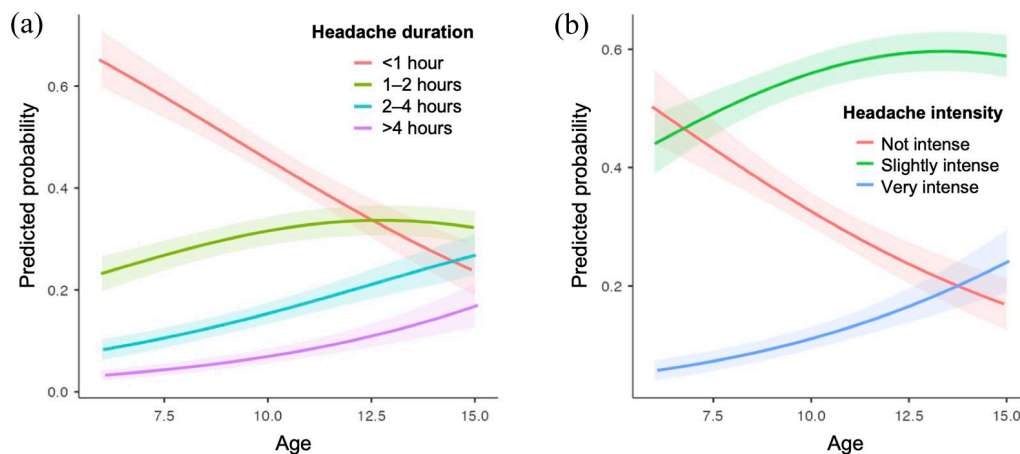 (a)
Headache duration
<1 hour
1–2 hours
2–4 hours
>4 hours
Predicted probability
0.6
0.4
0.2
0.0
7.5
10.0
12.5
15.0
Age
(b)
Headache intensity
Not intense
Slightly intense
Very intense
Predicted probability
0.6
0.4
0.2
7.5
10.0
12.5
15.0
Age